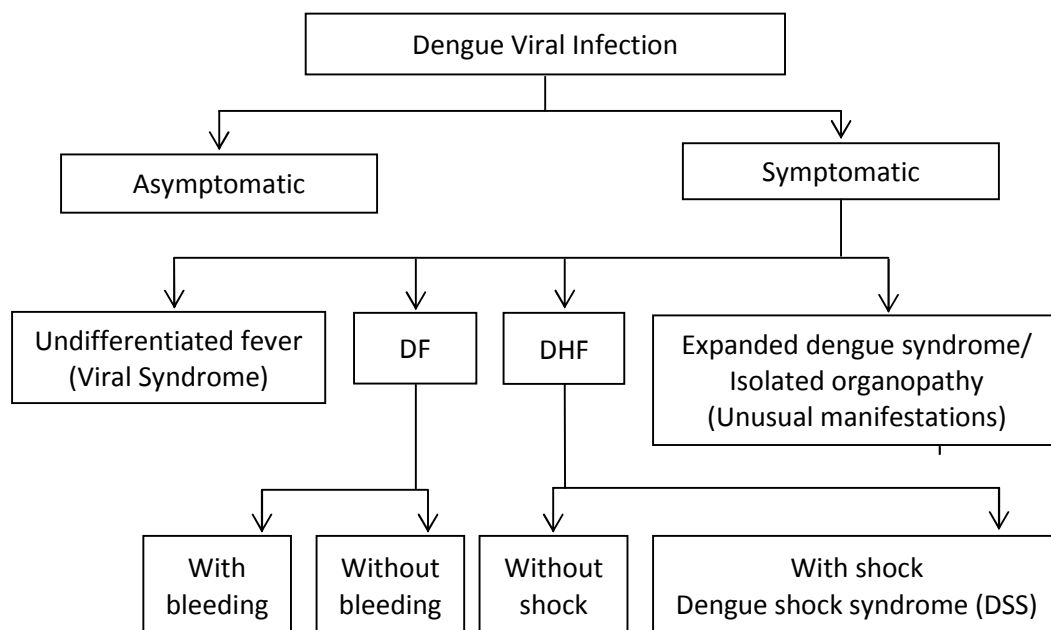 Dengue Viral Infection
Asymptomatic
Symptomatic
Undifferentiated fever
(Viral Syndrome)
DF
DHF
Expanded dengue syndrome/
Isolated organopathy
(Unusual manifestations)
With
bleeding
Without
bleeding
Without
shock
With shock
Dengue shock syndrome (DSS)